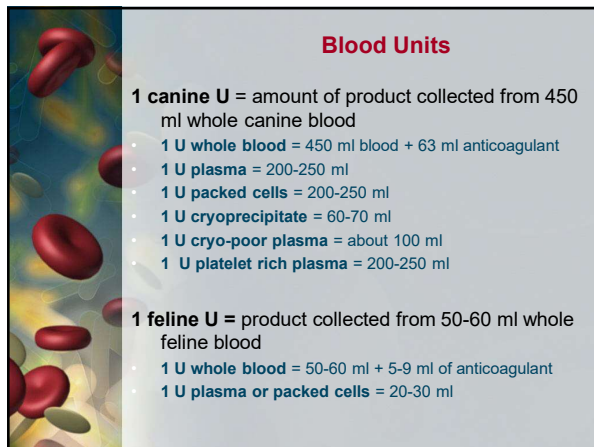 Blood Units
1 canine U = amount of product collected from 450
ml whole canine blood
• 1 U whole blood = 450 ml blood + 63 ml anticoagulant
• 1 U plasma = 200-250 ml
• 1 U packed cells = 200-250 ml
• 1 U cryoprecipitate = 60-70 ml
• 1 U cryo-poor plasma = about 100 ml
• 1 U platelet rich plasma = 200-250 ml
1 feline U = product collected from 50-60 ml whole
feline blood
• 1 U whole blood = 50-60 ml + 5-9 ml of anticoagulant
• 1 U plasma or packed cells = 20-30 ml